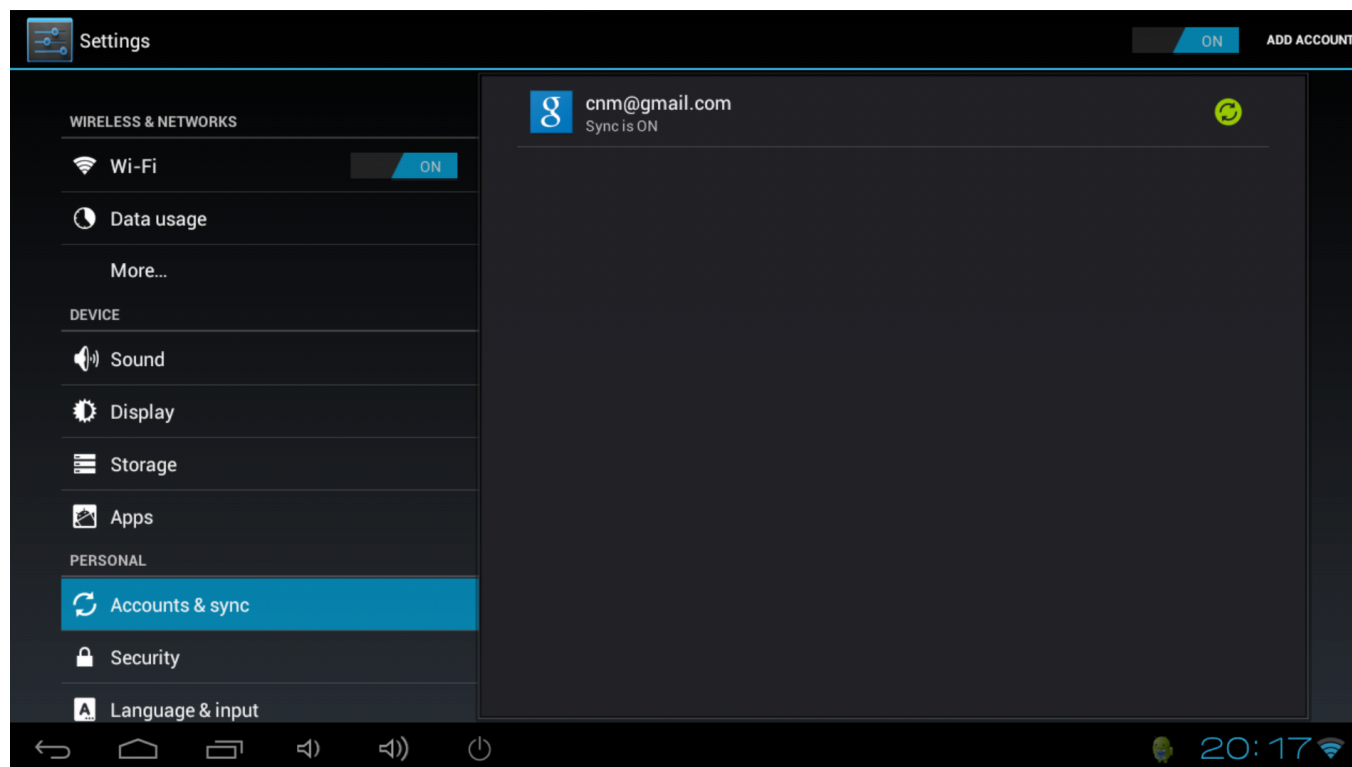 Settings
ON
ADD ACCOUNT
WIRELESS & NETWORKS
Wi-Fi
ON
Data usage
More...
DEVICE
Sound
Display
Storage
Apps
PERSONAL
Accounts & sync
Security
Language & input
g
cnm@gmail.com
Sync is ON
20:17